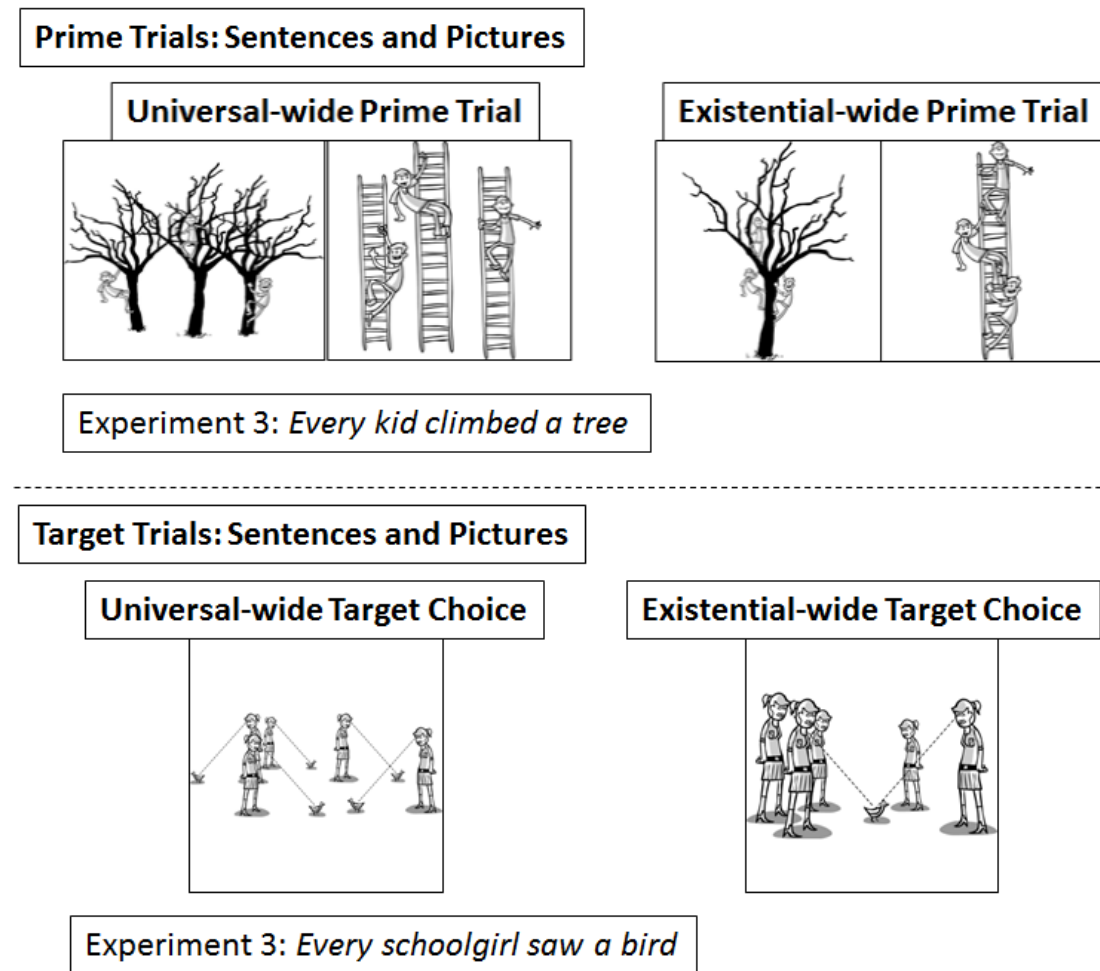 Prime Trials: Sentences and Pictures
Universal-wide Prime Trial
Existential-wide Prime Trial
Experiment 3: Every kid climbed a tree
Target Trials: Sentences and Pictures
Universal-wide Target Choice
Existential-wide Target Choice
Experiment 3: Every schoolgirl saw a bird